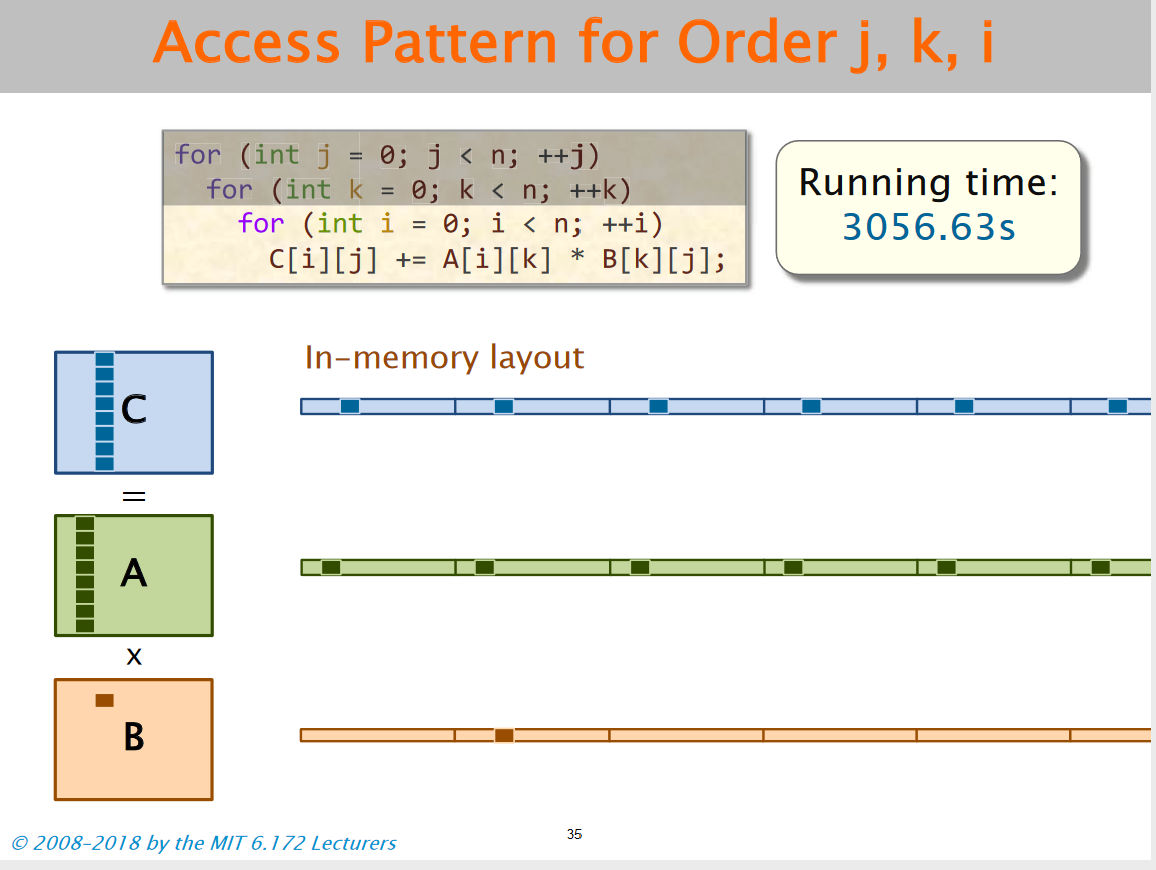 Access Pattern for Order j, k, i
for (int j = 0; j < n; ++j)
for (int k = 0; k < n; ++k)
for (int i = 0; i < n; ++i)
C[i][j] += A[i][k] * B[k][j];
Running time:
3056.63s
In-memory layout
C
=
A
x
B
© 2008–2018 by the MIT 6.172 Lecturers
35